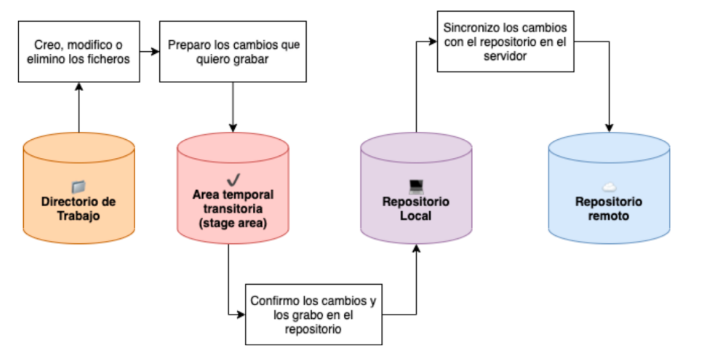 Creo, modifico o
elimino los ficheros
Preparo los cambios que
quiero grabar
Sincronizo los cambios
con el repositorio en el
servidor
Directorio de
Trabajo
Area temporal
transitoria
(stage area)
Repositorio
Local
Repositorio
remoto
Confirmo los cambios y
los grabo en el
repositorio